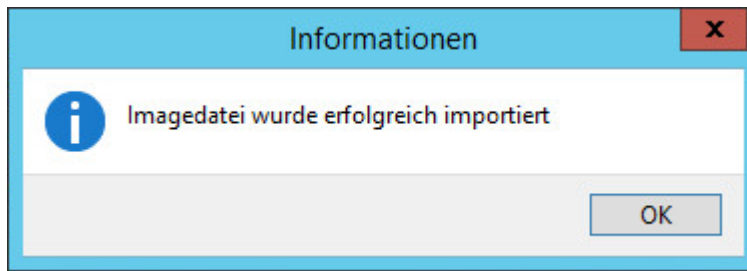 Informationen
x
Imagedatei wurde erfolgreich importiert
OK